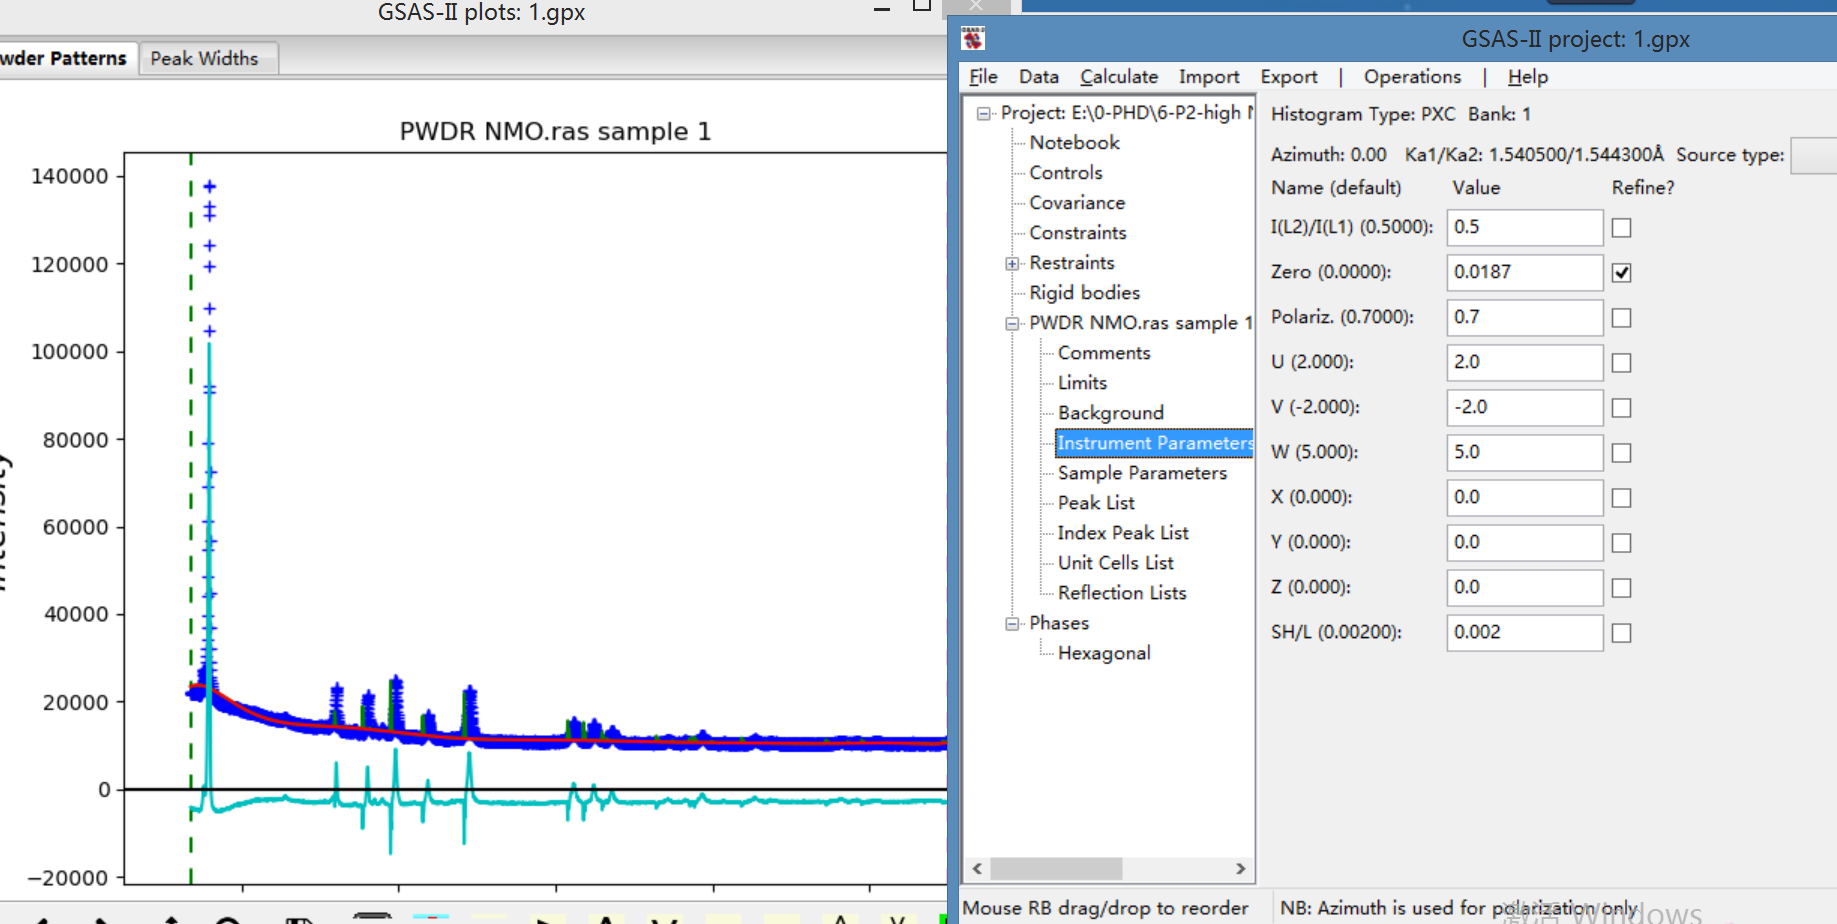 GSAS-II plots: 1.gpx
wder Patterns
Peak Widths
PWDR NMO.ras sample 1
140000
120000
100000
80000
60000
40000
20000
0
−20000
GSAS-II project: 1.gpx
File Data Calculate Import Export | Operations | Help
Project: E:\0-PHD\6-P2-high
Notebook
Controls
Covariance
Constraints
Restraints
Rigid bodies
PWDR NMO.ras sample 1
Comments
Limits
Background
Instrument Parameters
Sample Parameters
Peak List
Index Peak List
Unit Cells List
Reflection Lists
Phases
Hexagonal
Histogram Type: PXC Bank: 1
Azimuth: 0.00 Ka1/Ka2: 1.540500/1.544300Å Source type:
Name (default) Value Refine?
I(L2)/I(L1) (0.5000): 0.5
Zero (0.0000): 0.0187
Polariz. (0.7000): 0.7
U (2.000): 2.0
V (-2.000): -2.0
W (5.000): 5.0
X (0.000): 0.0
Y (0.000): 0.0
Z (0.000): 0.0
SH/L (0.00200): 0.002
Mouse RB drag/drop to reorder
NB: Azimuth is used for polarization only
激活 Windows